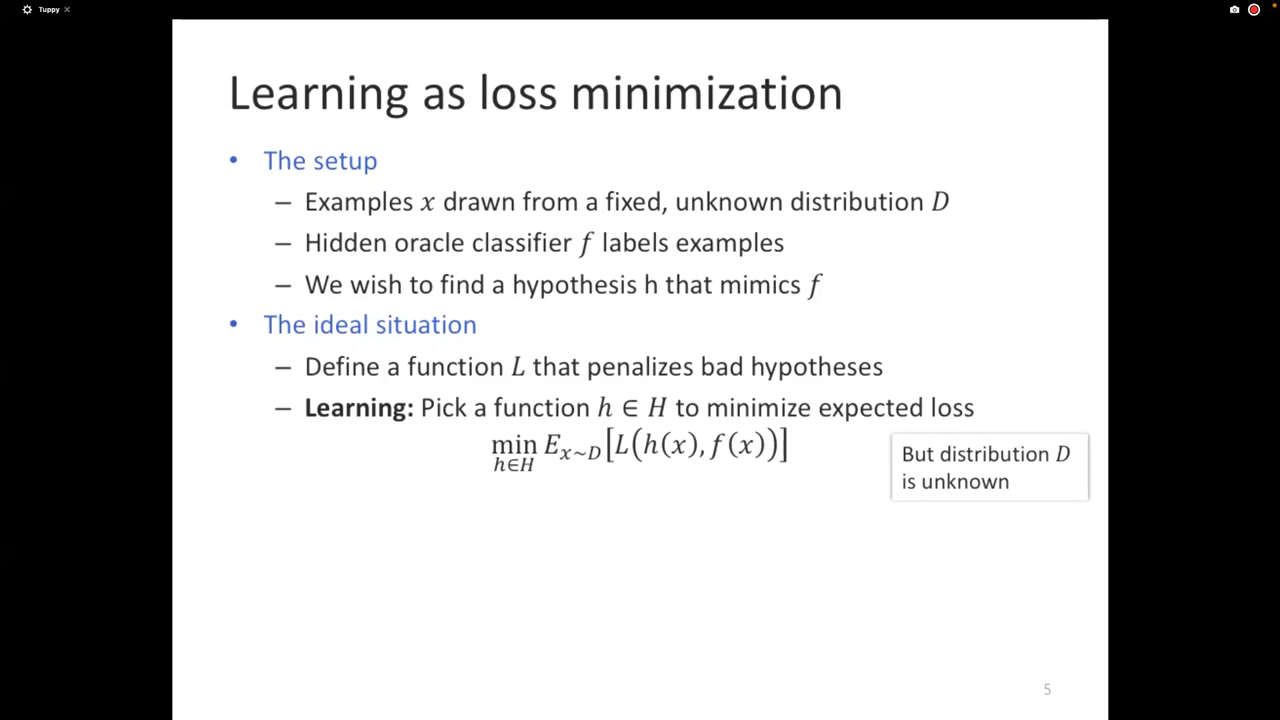 Tuppy
Learning as loss minimization
• The setup
– Examples x drawn from a fixed, unknown distribution D
– Hidden oracle classifier f labels examples
– We wish to find a hypothesis h that mimics f
• The ideal situation
– Define a function L that penalizes bad hypotheses
– Learning: Pick a function h ∈ H to minimize expected loss
min E_{x~D}[L(h(x), f(x))]
h∈H
But distribution D
is unknown
5